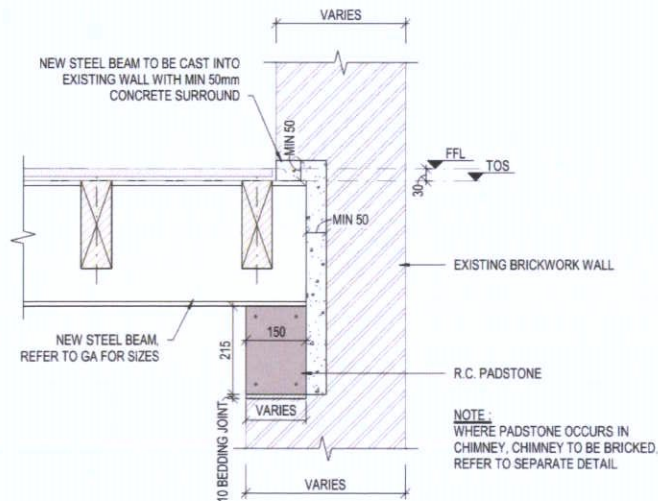 VARIES
NEW STEEL BEAM TO BE CAST INTO
EXISTING WALL WITH MIN 50mm
CONCRETE SURROUND
MIN 50
FFL
TOS
30
MIN 50
EXISTING BRICKWORK WALL
NEW STEEL BEAM,
REFER TO GA FOR SIZES
150
215
R.C. PADSTONE
VARIES
10 BEDDING JOINT
NOTE :
WHERE PADSTONE OCCURS IN
CHIMNEY, CHIMNEY TO BE BRICKED,
REFER TO SEPARATE DETAIL
VARIES